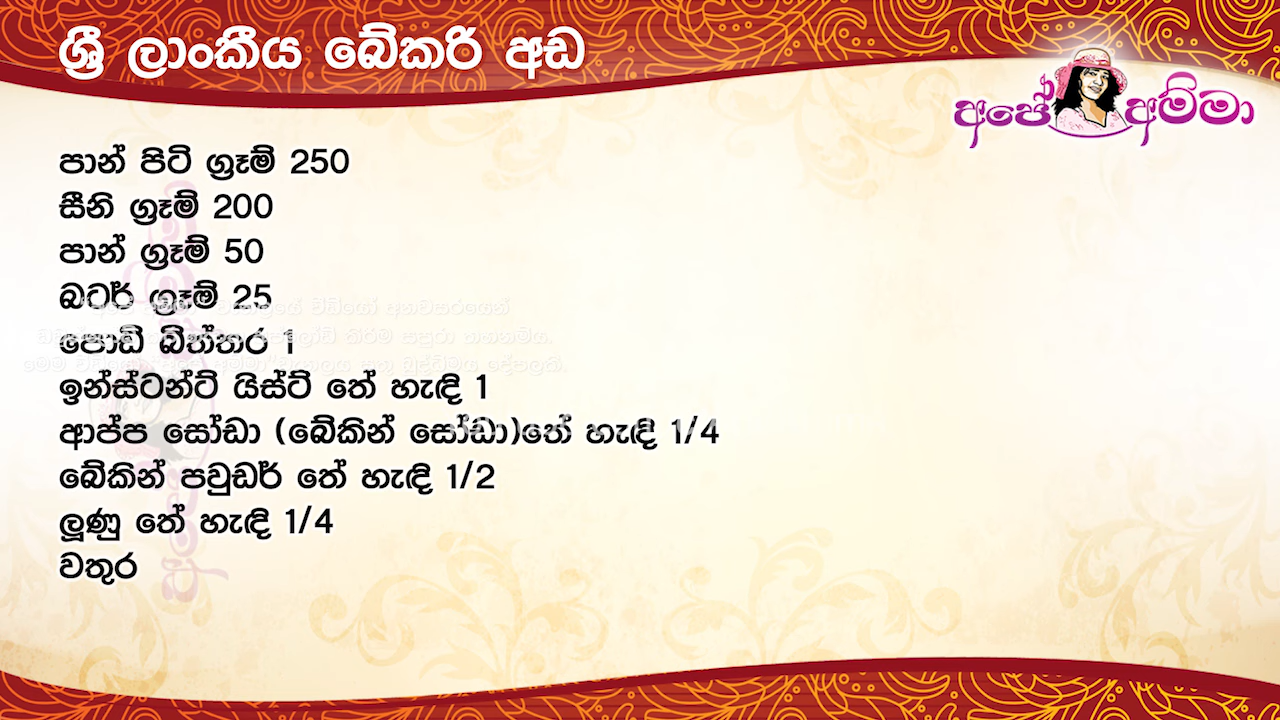 ශ්‍රී ලාංකීය බේකරි අඩ
අපේ අම්මා
පාන් පිටි ග්‍රෑම් 250
සීනි ග්‍රෑම් 200
පාන් ග්‍රෑම් 50
බටර් ග්‍රෑම් 25
පොඩි බිත්තර 1
ඉන්ස්ටන්ට් යිස්ට් තේ හැඳි 1
ආප්ප සෝඩා (බේකින් සෝඩා)තේ හැඳි 1/4
බේකින් පවුඩර් තේ හැඳි 1/2
ලූණු තේ හැඳි 1/4
වතුර